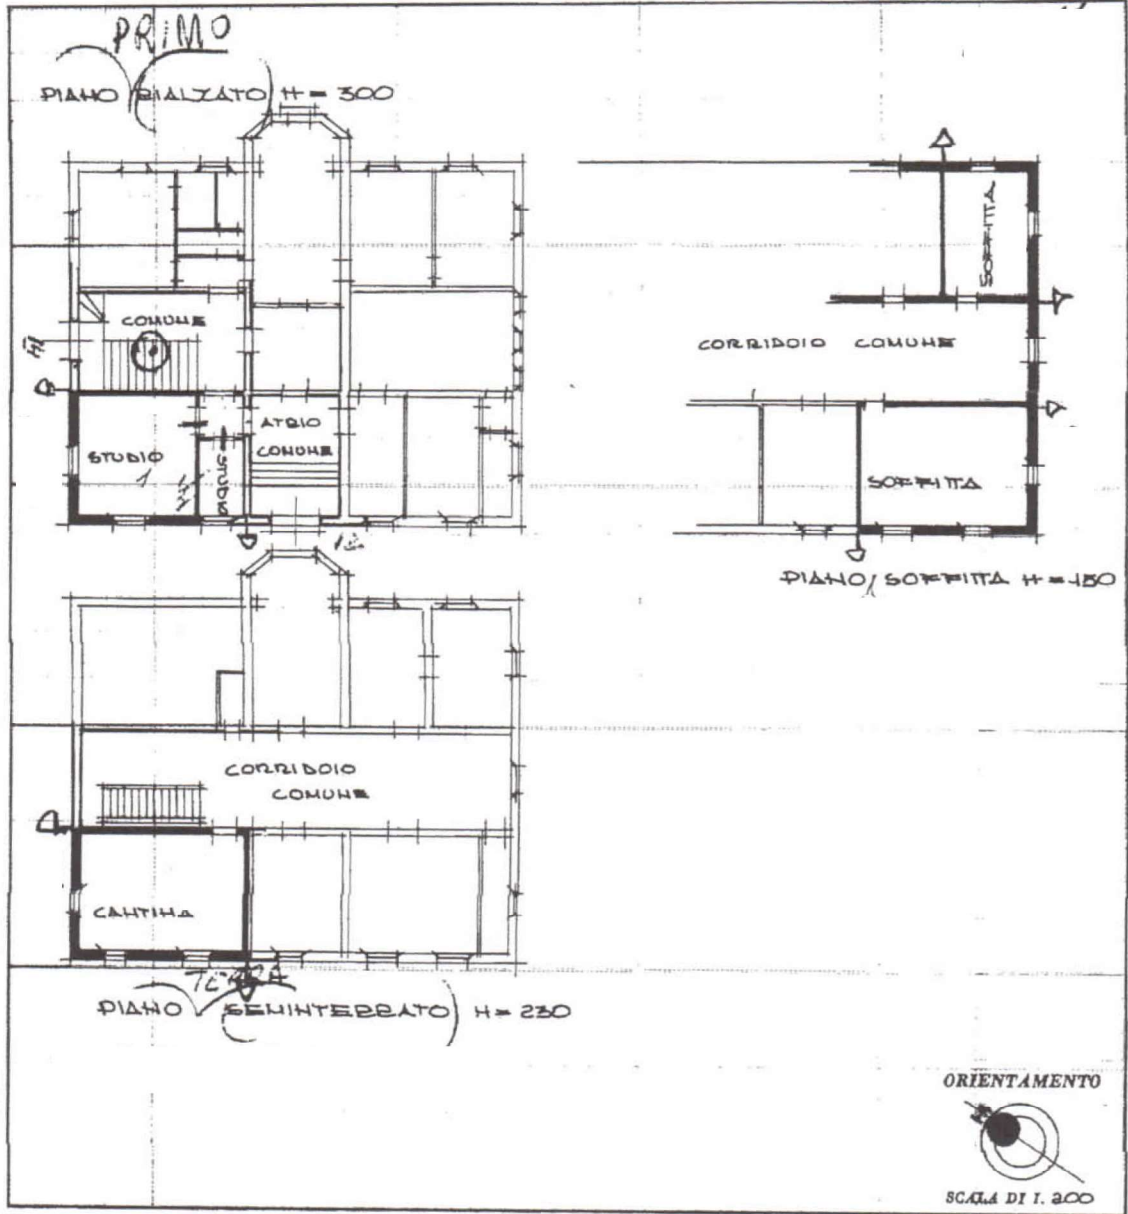 PRIMO
PIANO (RIALZATO) H = 300
COMUNE
STUDIO
1
STUDIO
ATRIO
COMUNE
SOFFITTA
CORRIDOIO COMUNE
SOFFITTA
PIANO SOFFITTA H = 150
CORRIDOIO
COMUNE
CANTINA
TERRA
PIANO (SEMINTERRATO) H = 230
ORIENTAMENTO
SCALA DI 1. 200